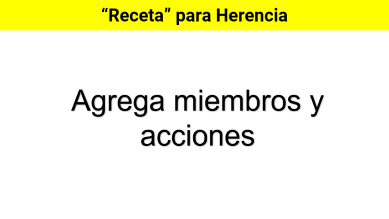 “Receta” para Herencia
Agrega miembros y
acciones